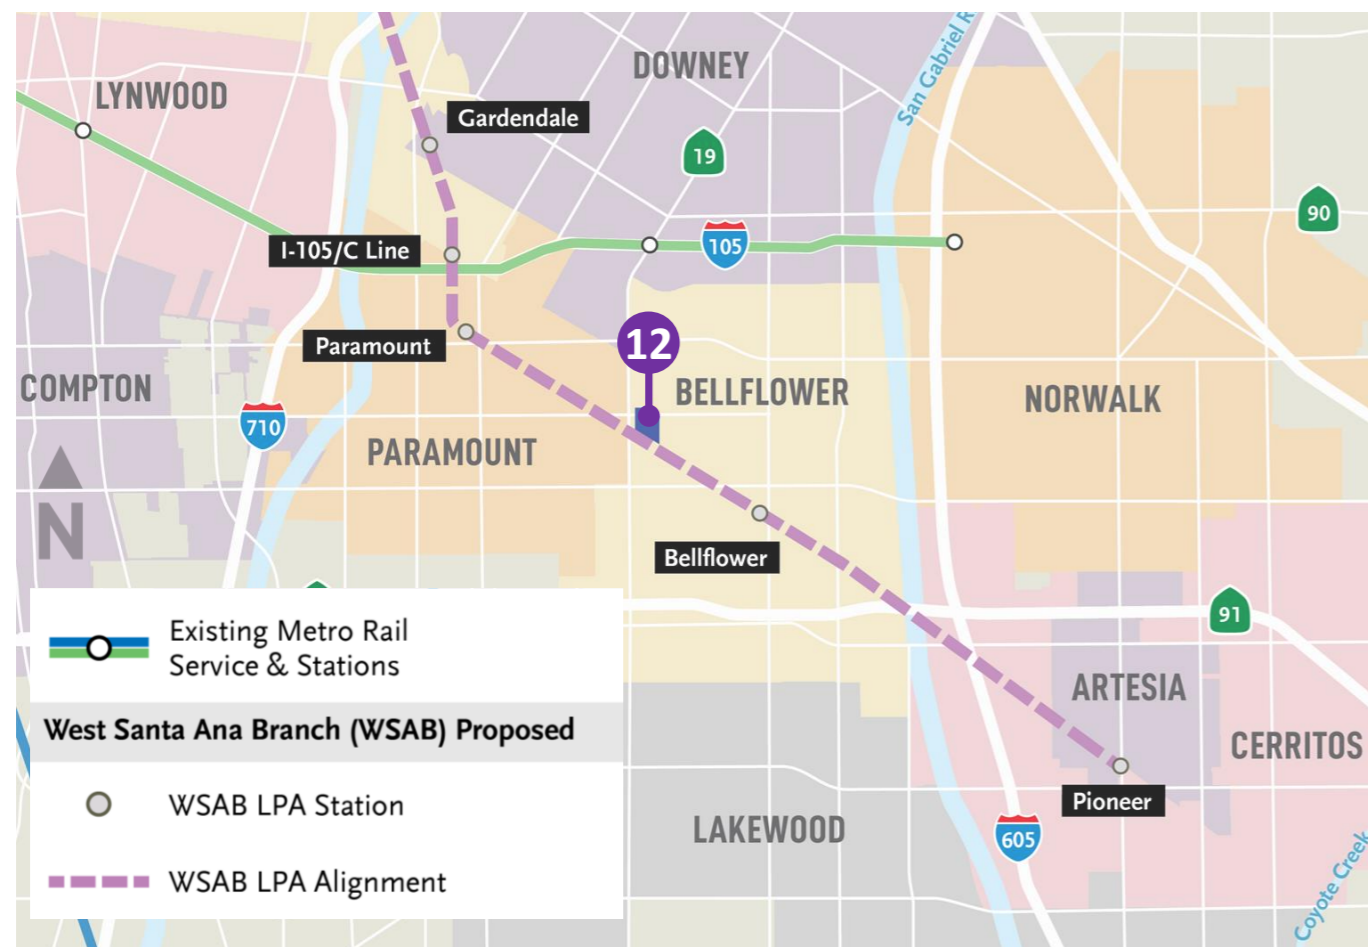 DOWNEY
San Gabriel R
LYNWOOD
Gardendale
19
90
I-105/C Line
105
Paramount
12
COMPTON
BELLFLOWER
NORWALK
710
PARAMOUNT
N
Bellflower
91
Existing Metro Rail
Service & Stations
ARTESIA
West Santa Ana Branch (WSAB) Proposed
CERRITOS
WSAB LPA Station
Pioneer
LAKEWOOD
605
WSAB LPA Alignment
Coyote Creek